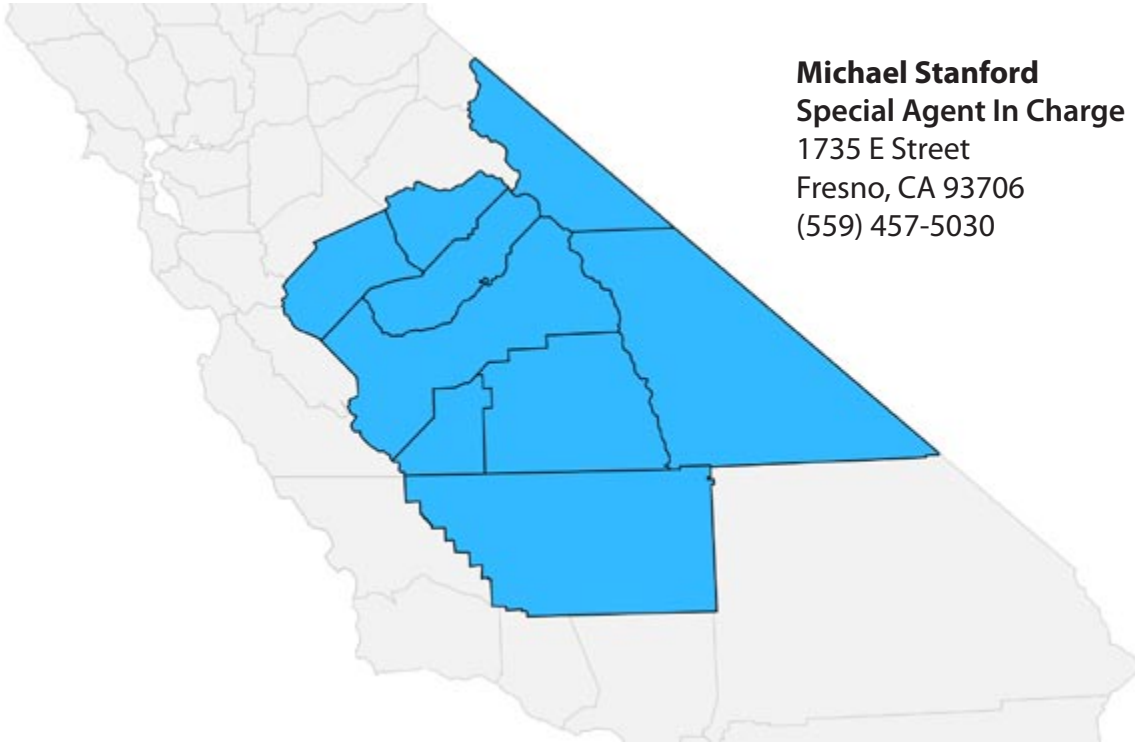 Michael Stanford
Special Agent In Charge
1735 E Street
Fresno, CA 93706
(559) 457-5030